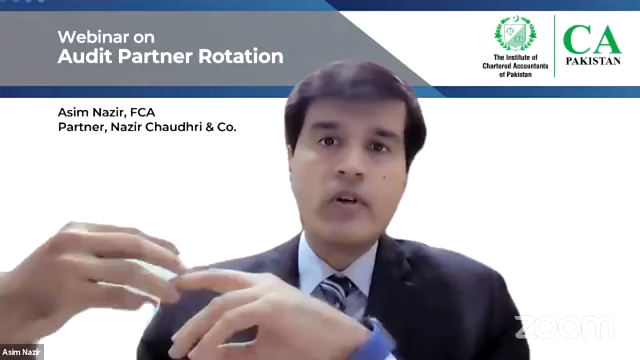 Webinar on
Audit Partner Rotation
The Institute of
Chartered Accountants
of Pakistan
CA
PAKISTAN
Asim Nazir, FCA
Partner, Nazir Chaudhri & Co.
zoom
Asim Nazir